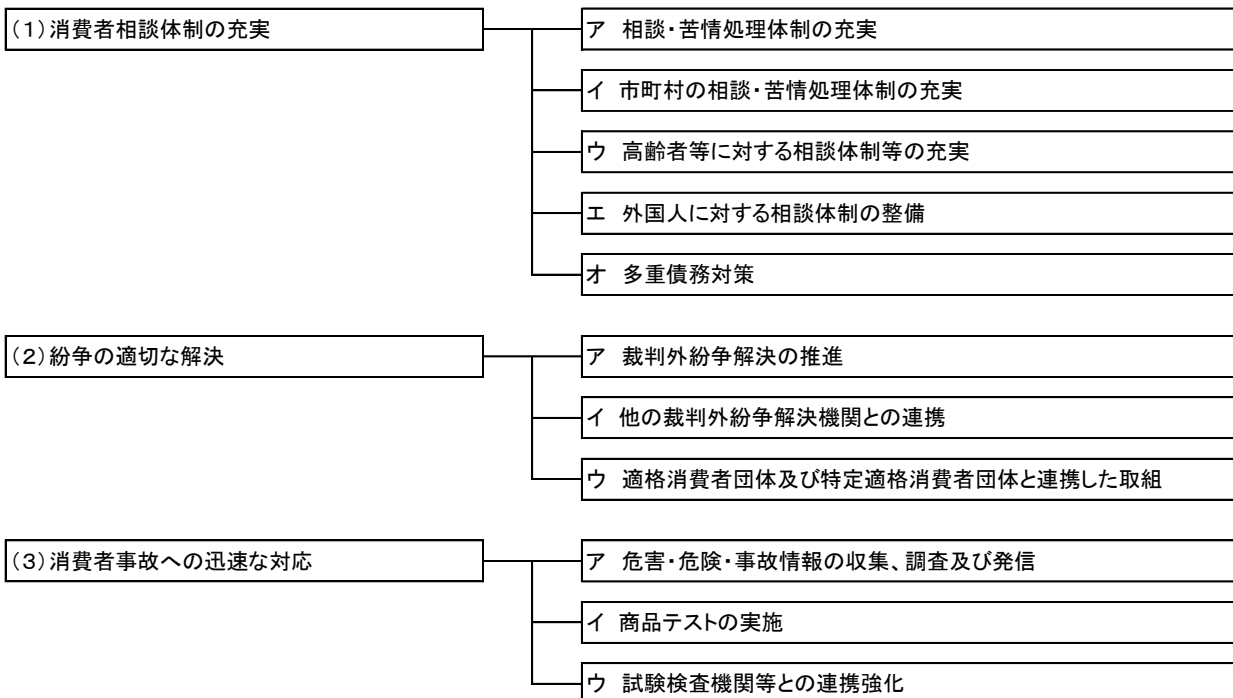 (1)消費者相談体制の充実
ア 相談・苦情処理体制の充実
イ 市町村の相談・苦情処理体制の充実
ウ 高齢者等に対する相談体制等の充実
エ 外国人に対する相談体制の整備
オ 多重債務対策
(2)紛争の適切な解決
ア 裁判外紛争解決の推進
イ 他の裁判外紛争解決機関との連携
ウ 適格消費者団体及び特定適格消費者団体と連携した取組
(3)消費者事故への迅速な対応
ア 危害・危険・事故情報の収集、調査及び発信
イ 商品テストの実施
ウ 試験検査機関等との連携強化